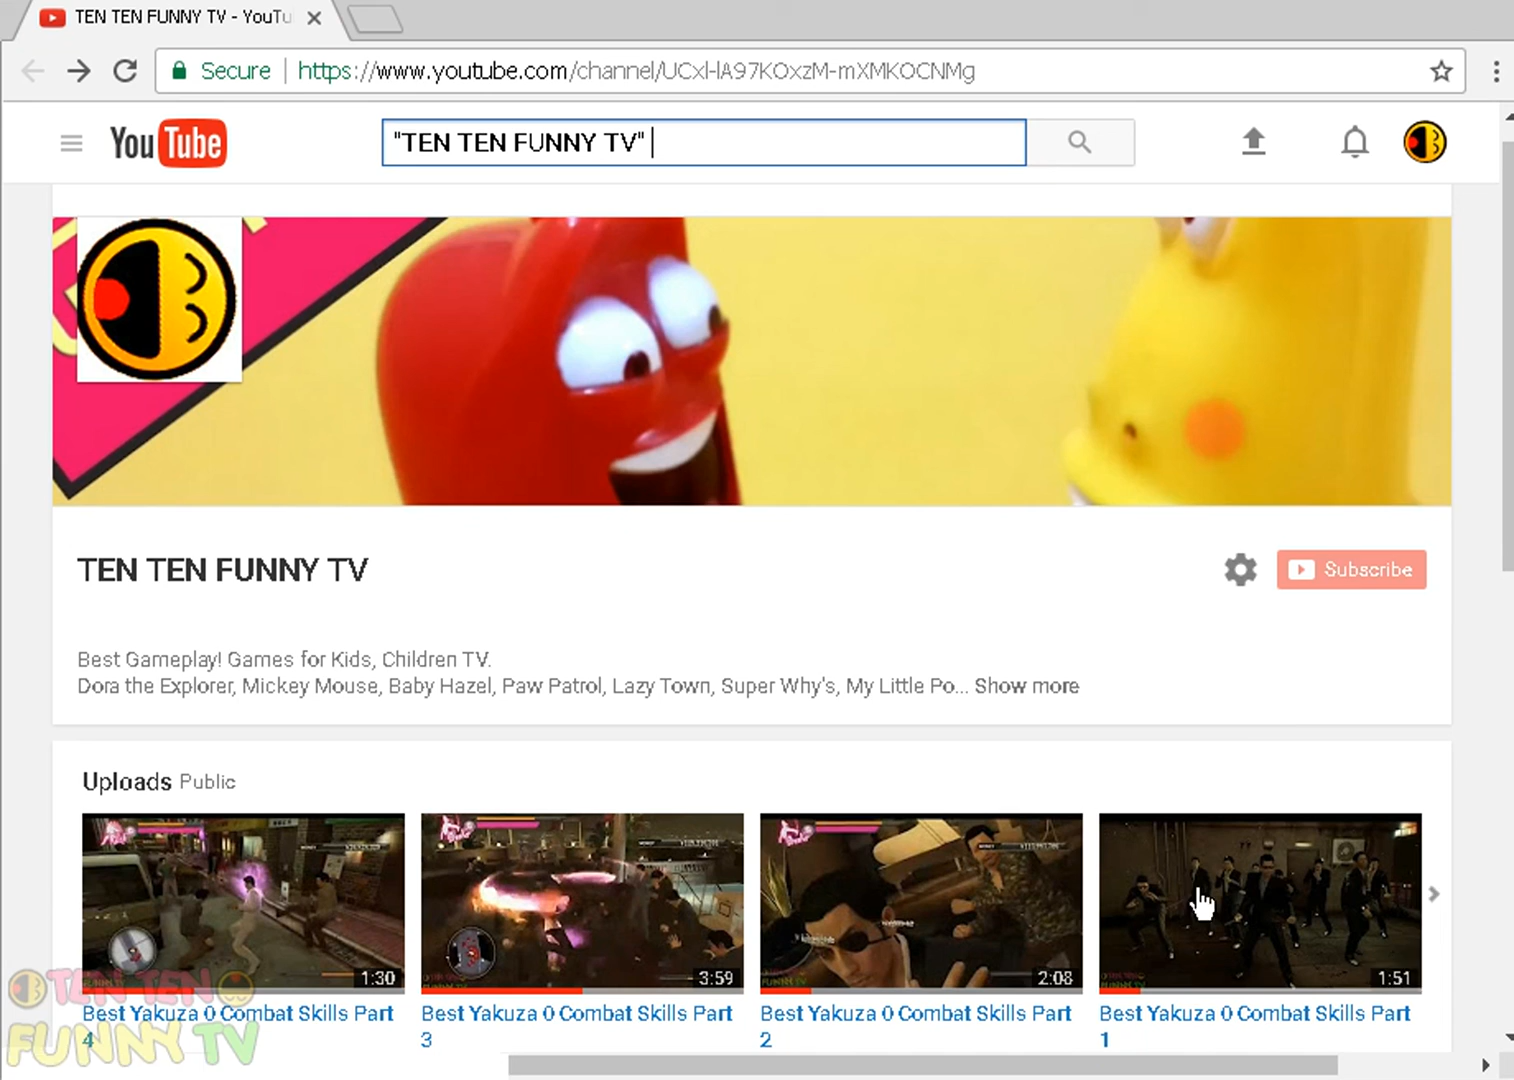 TEN TEN FUNNY TV - YouTu
Secure
https://www.youtube.com/channel/UCxl-lA97KOxzM-mXMKOCNMg
YouTube
"TEN TEN FUNNY TV"
TEN TEN FUNNY TV
Subscribe
Best Gameplay! Games for Kids, Children TV.
Dora the Explorer, Mickey Mouse, Baby Hazel, Paw Patrol, Lazy Town, Super Why's, My Little Po... Show more
Uploads Public
1:30
3:59
2:08
1:51
Best Yakuza 0 Combat Skills Part 4
Best Yakuza 0 Combat Skills Part 3
Best Yakuza 0 Combat Skills Part 2
Best Yakuza 0 Combat Skills Part 1
TEN TEN
FUNNY TV